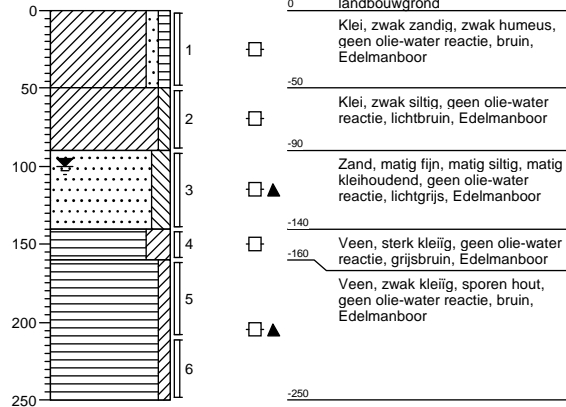 0
landbouwgrond
0
Klei, zwak zandig, zwak humeus,
geen olie-water reactie, bruin,
Edelmanboor
1
50
-50
Klei, zwak siltig, geen olie-water
reactie, lichtbruin, Edelmanboor
2
-90
100
Zand, matig fijn, matig siltig, matig
kleihoudend, geen olie-water
reactie, lichtgrijs, Edelmanboor
3
-140
150
4
Veen, sterk kleiïg, geen olie-water
reactie, grijsbruin, Edelmanboor
-160
Veen, zwak kleiïg, sporen hout,
geen olie-water reactie, bruin,
Edelmanboor
5
200
6
250
-250